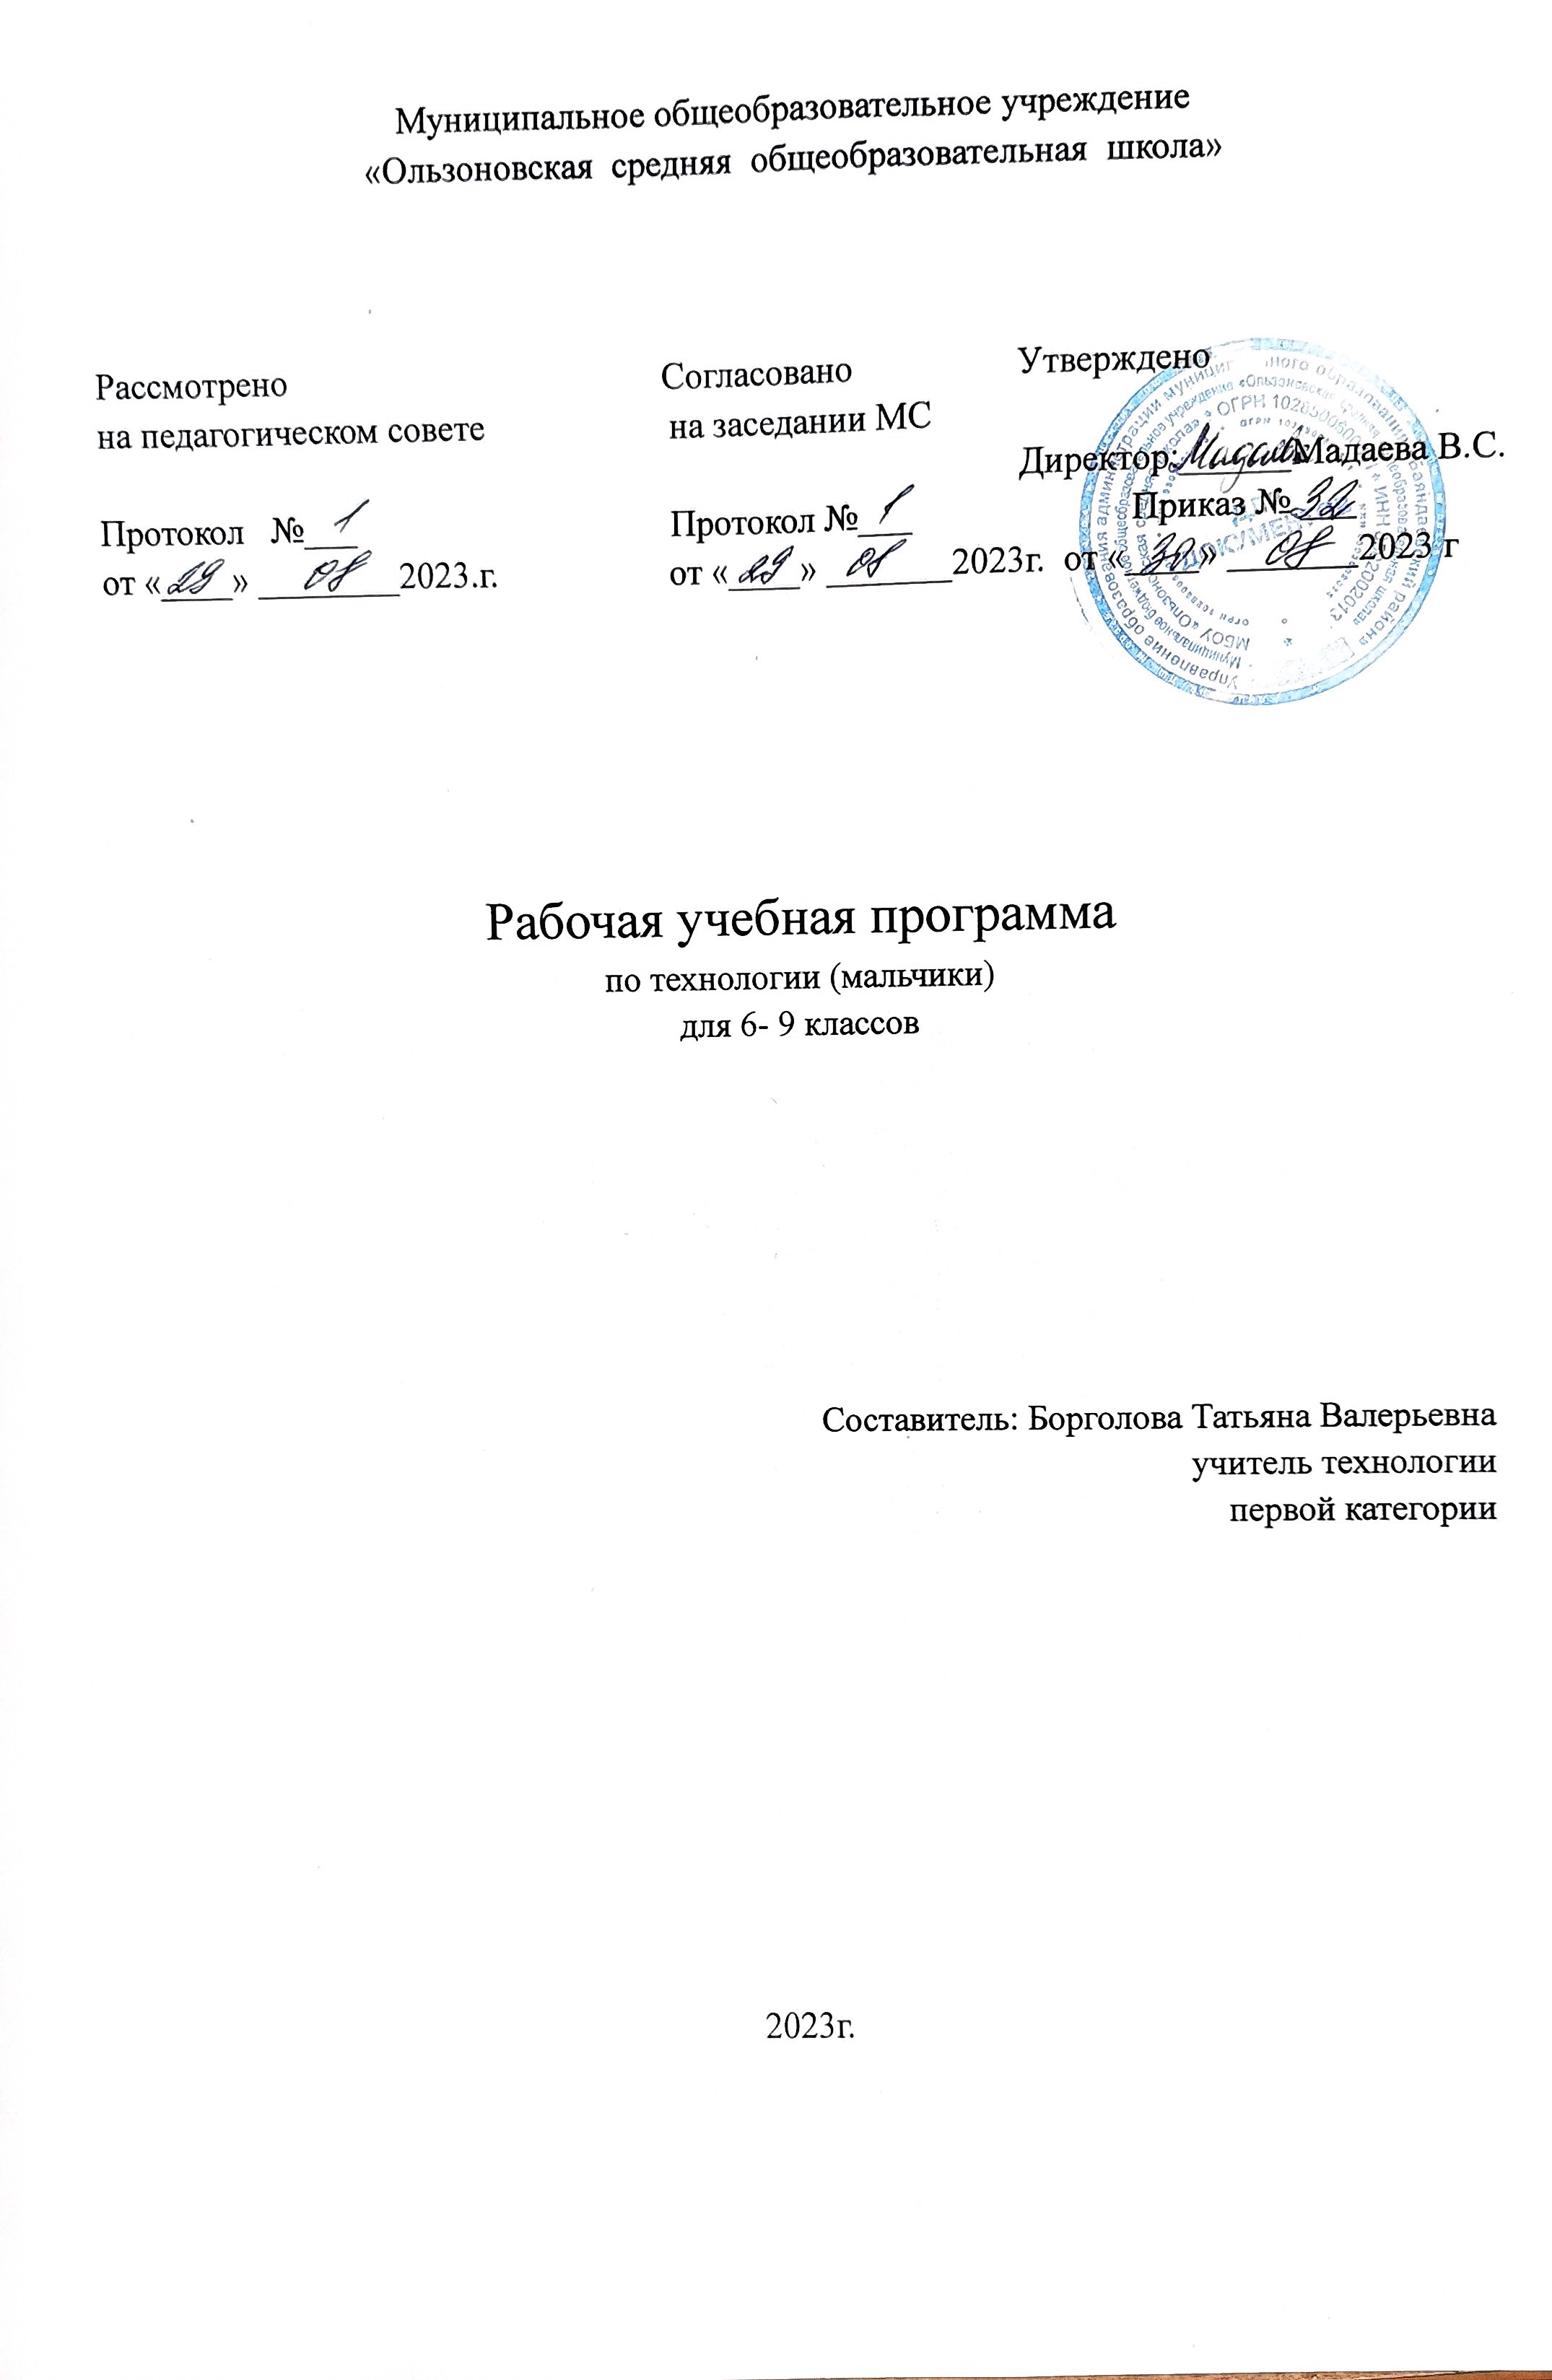 Муниципальное общеобразовательное учреждение
«Ользоновская средняя общеобразовательная школа»
Рассмотрено
на педагогическом совете
Протокол №1
от «29» 08 2023.г.
Согласовано
на заседании МС
Протокол №1
от «29» 08 2023г.
Утверждено
Директор: Мадаева В.С.
Приказ №32
от «30» 08 2023 г
Рабочая учебная программа
по технологии (мальчики)
для 6- 9 классов
Составитель: Борголова Татьяна Валерьевна
учитель технологии
первой категории
2023г.